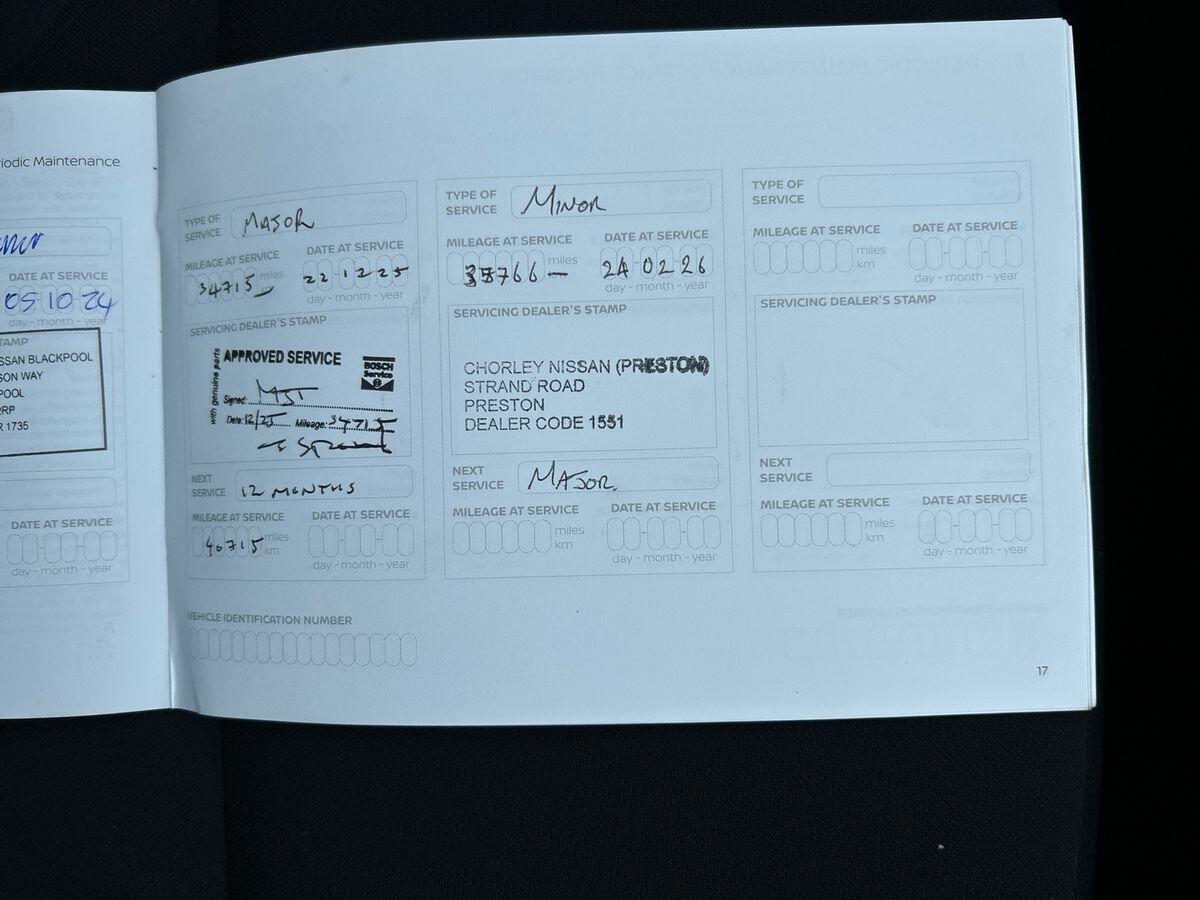 riodic Maintenance
DATE AT SERVICE
05 10 24
day - month - year
TAMP
SSAN BLACKPOOL
SON WAY
POOL
2RP
R 1735
DATE AT SERVICE
day - month - year
TYPE OF SERVICE MAJOR
MILEAGE AT SERVICE DATE AT SERVICE
34715 miles 22 12 25
day - month - year
SERVICING DEALER'S STAMP
with genuine parts
APPROVED SERVICE
BOSCH
Service
Signed:
Date: 12/25 Mileage: 34715
NEXT SERVICE 12 MONTHS
MILEAGE AT SERVICE DATE AT SERVICE
40715 miles
km
day - month - year
VEHICLE IDENTIFICATION NUMBER
TYPE OF SERVICE MINOR
MILEAGE AT SERVICE DATE AT SERVICE
miles 24 02 26
day - month - year
SERVICING DEALER'S STAMP
CHORLEY NISSAN (PRESTON)
STRAND ROAD
PRESTON
DEALER CODE 1551
NEXT SERVICE MAJOR
MILEAGE AT SERVICE DATE AT SERVICE
miles
km
day - month - year
TYPE OF SERVICE
MILEAGE AT SERVICE DATE AT SERVICE
miles
km
day - month - year
SERVICING DEALER'S STAMP
NEXT SERVICE
MILEAGE AT SERVICE DATE AT SERVICE
miles
km
day - month - year
17